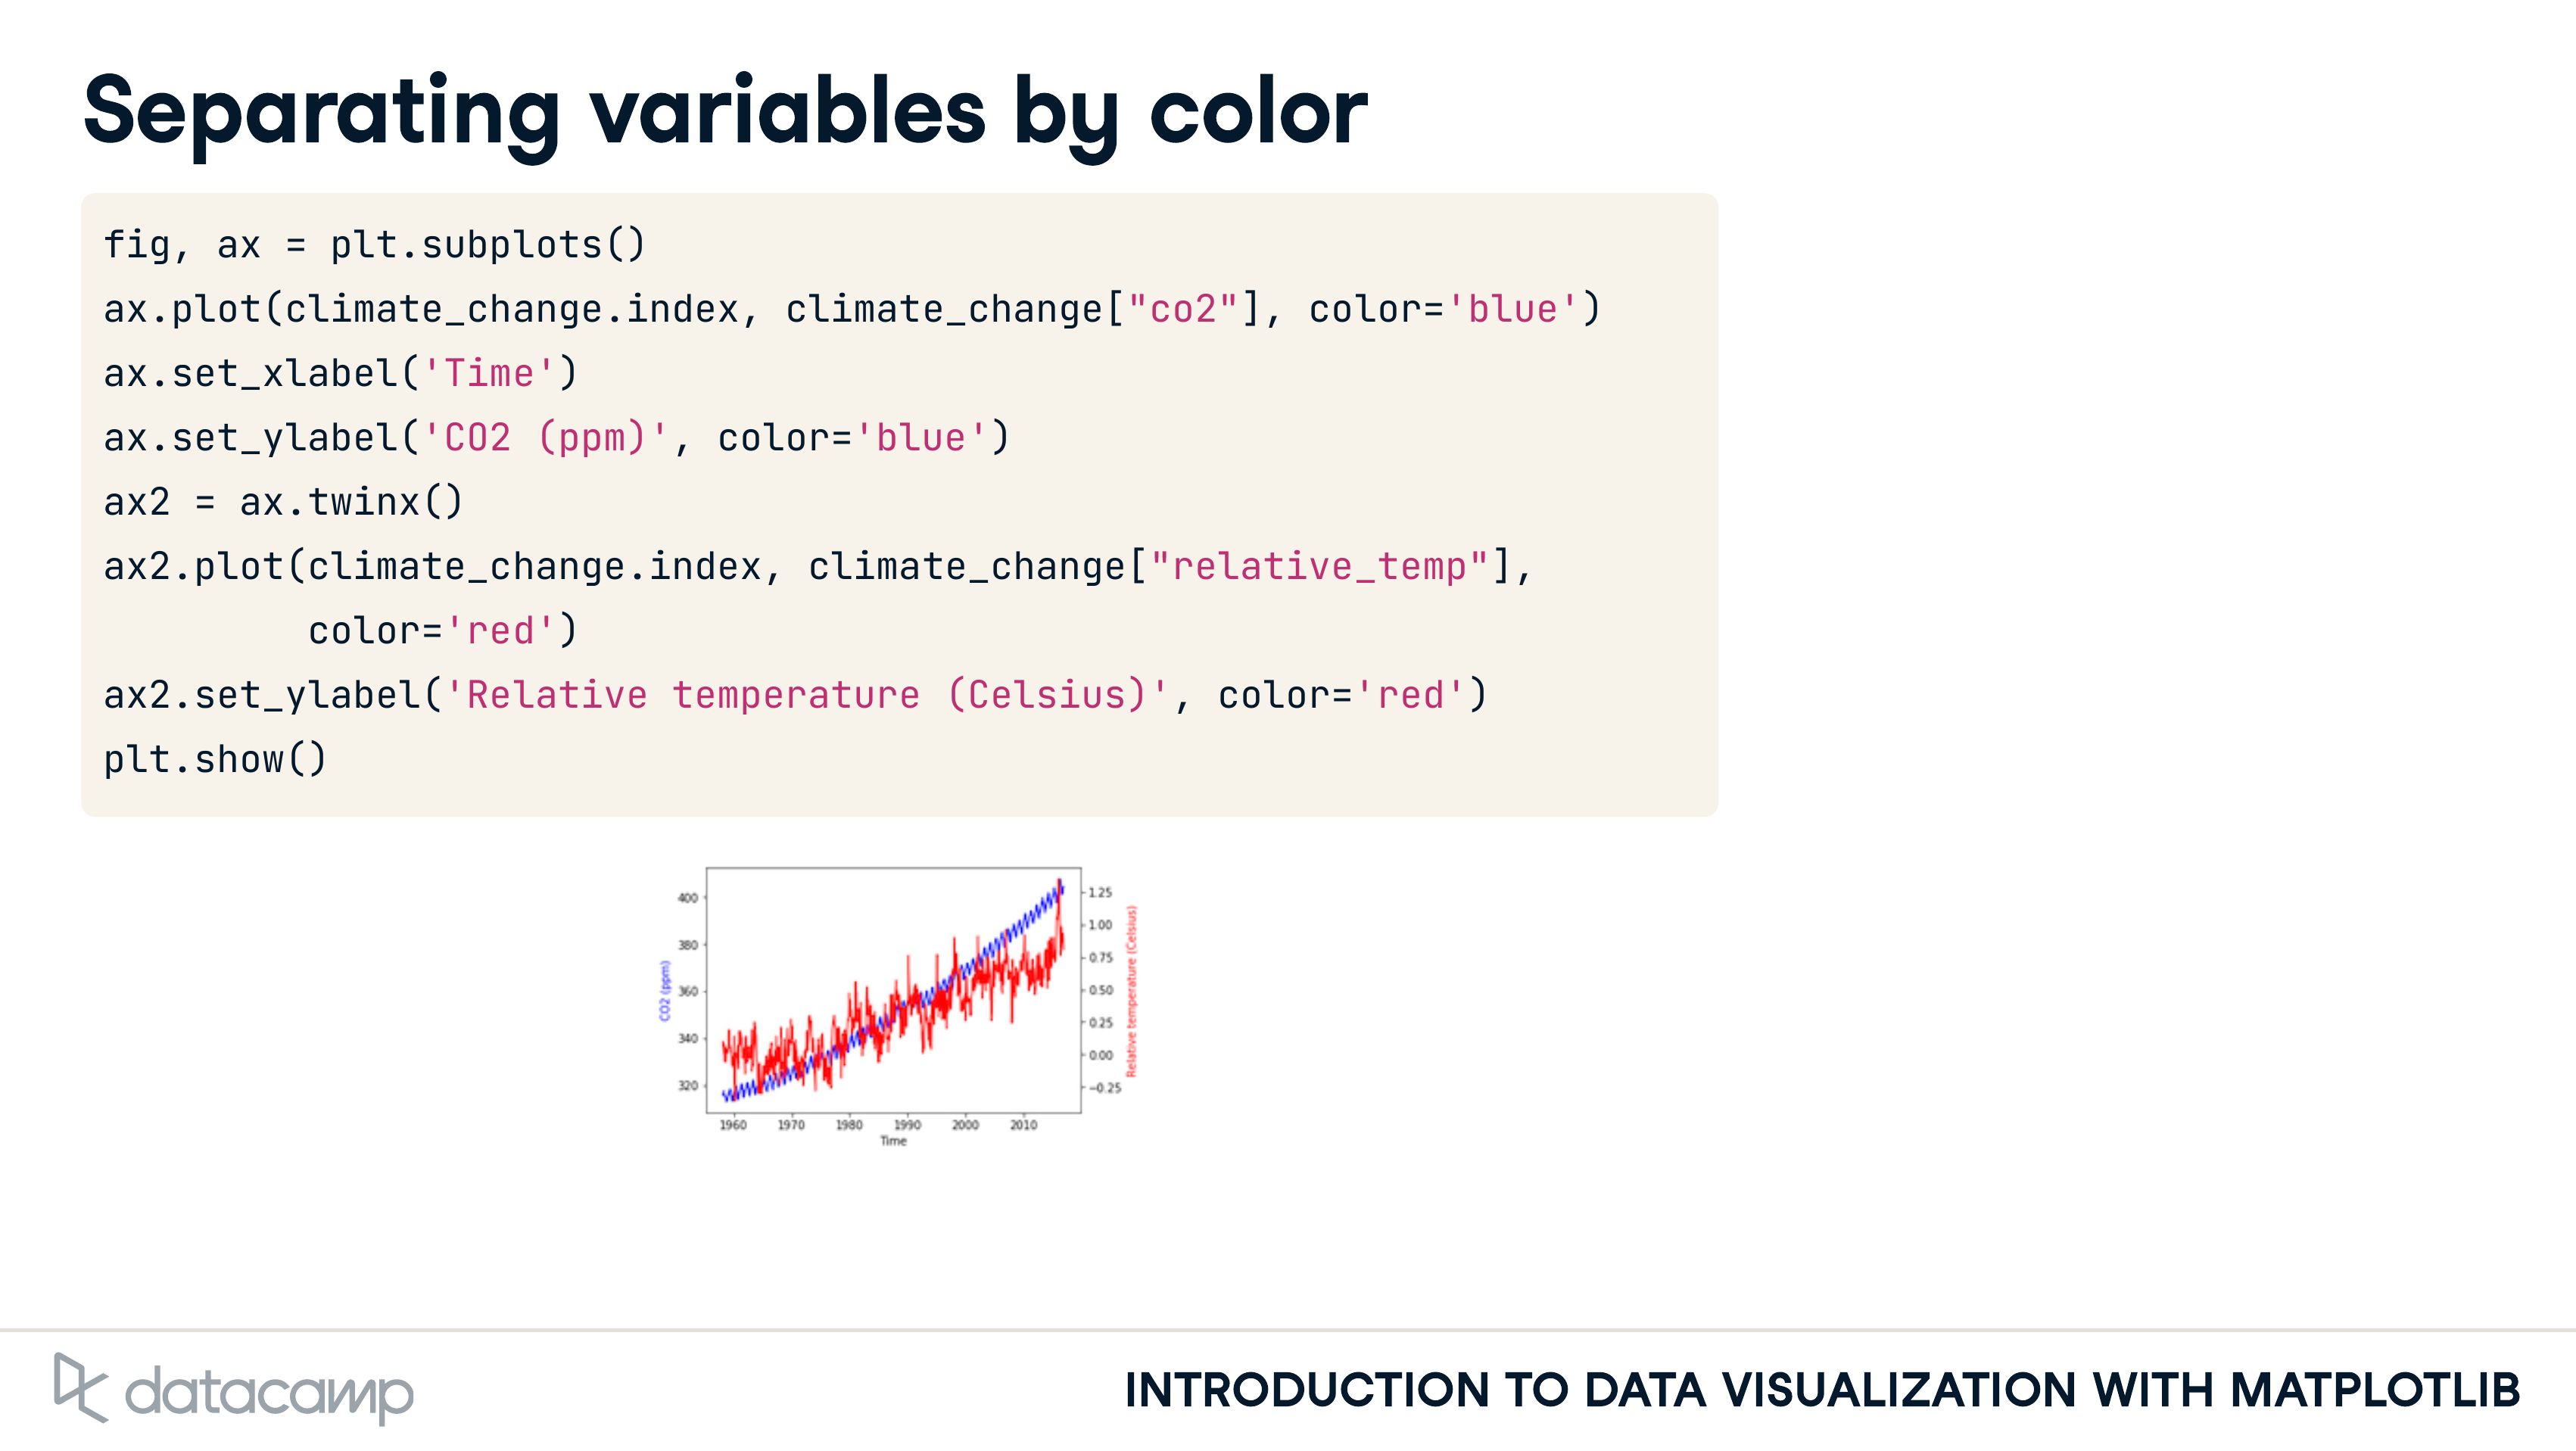 Separating variables by color
fig, ax = plt.subplots()
ax.plot(climate_change.index, climate_change["co2"], color='blue')
ax.set_xlabel('Time')
ax.set_ylabel('CO2 (ppm)', color='blue')
ax2 = ax.twinx()
ax2.plot(climate_change.index, climate_change["relative_temp"],
         color='red')
ax2.set_ylabel('Relative temperature (Celsius)', color='red')
plt.show()
CO2 (ppm)
400
380
360
340
320
1960 1970 1980 1990 2000 2010
Time
1.25
1.00
0.75
0.50
0.25
0.00
−0.25
Relative temperature (Celsius)
datacamp
INTRODUCTION TO DATA VISUALIZATION WITH MATPLOTLIB